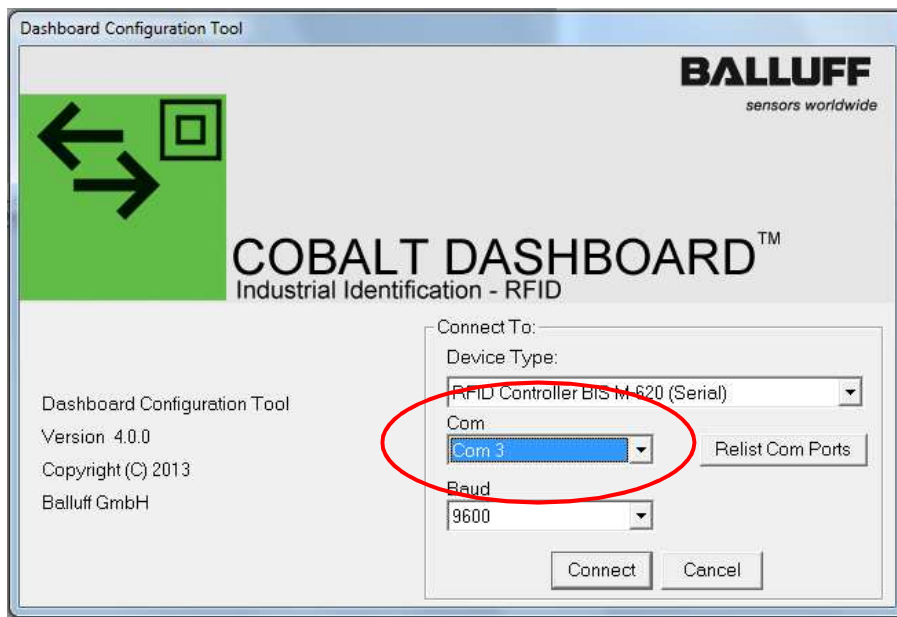 Dashboard Configuration Tool
BALLUFF
sensors worldwide
COBALT DASHBOARD™
Industrial Identification - RFID
Connect To:
Device Type:
RFID Controller BIS M-620 (Serial)
Com
Com 3
Relist Com Ports
Baud
9600
Connect
Cancel
Dashboard Configuration Tool
Version 4.0.0
Copyright (C) 2013
Balluff GmbH